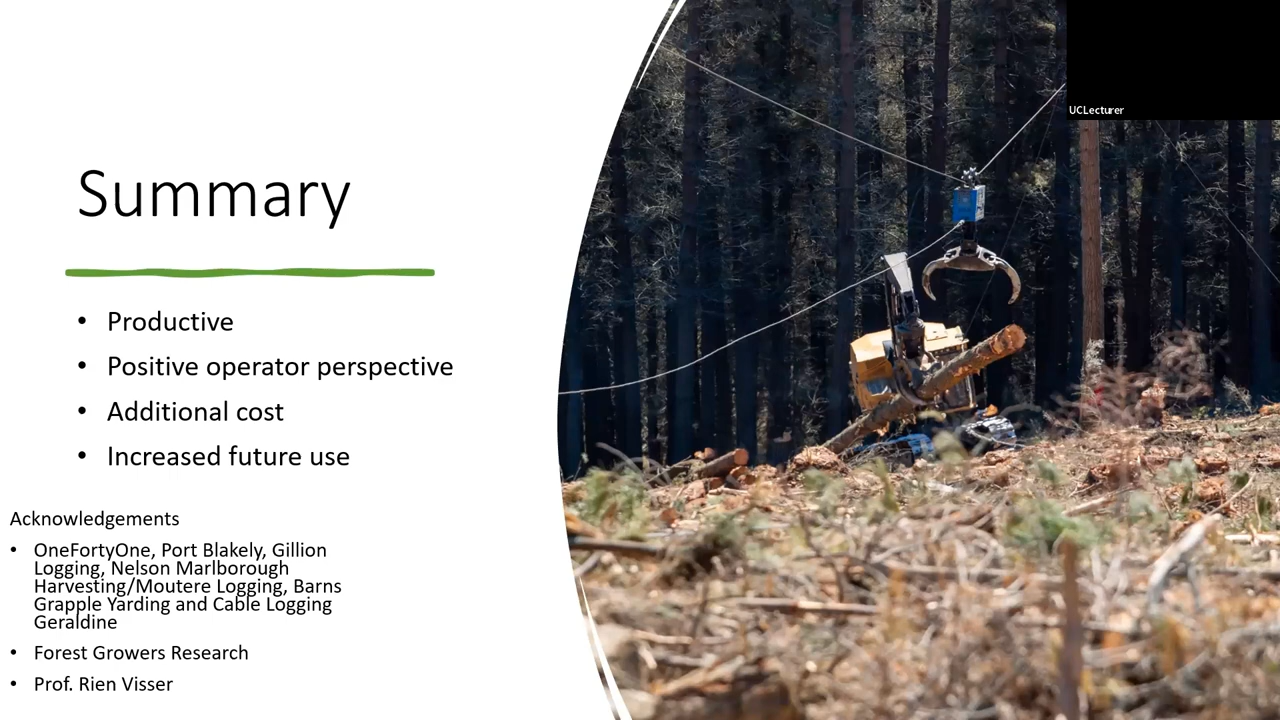 Summary
• Productive
• Positive operator perspective
• Additional cost
• Increased future use
Acknowledgements
• OneFortyOne, Port Blakely, Gillion
Logging, Nelson Marlborough
Harvesting/Moutere Logging, Barns
Grapple Yarding and Cable Logging
Geraldine
• Forest Growers Research
• Prof. Rien Visser
UCLecturer